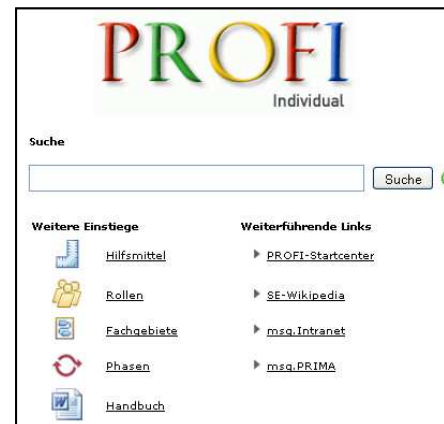 PROFI
Individual
Suche
Suche
Weitere Einstiege
Hilfsmittel
Rollen
Fachgebiete
Phasen
Handbuch
Weiterführende Links
PROFI-Startcenter
SE-Wikipedia
msg.Intranet
msg.PRIMA